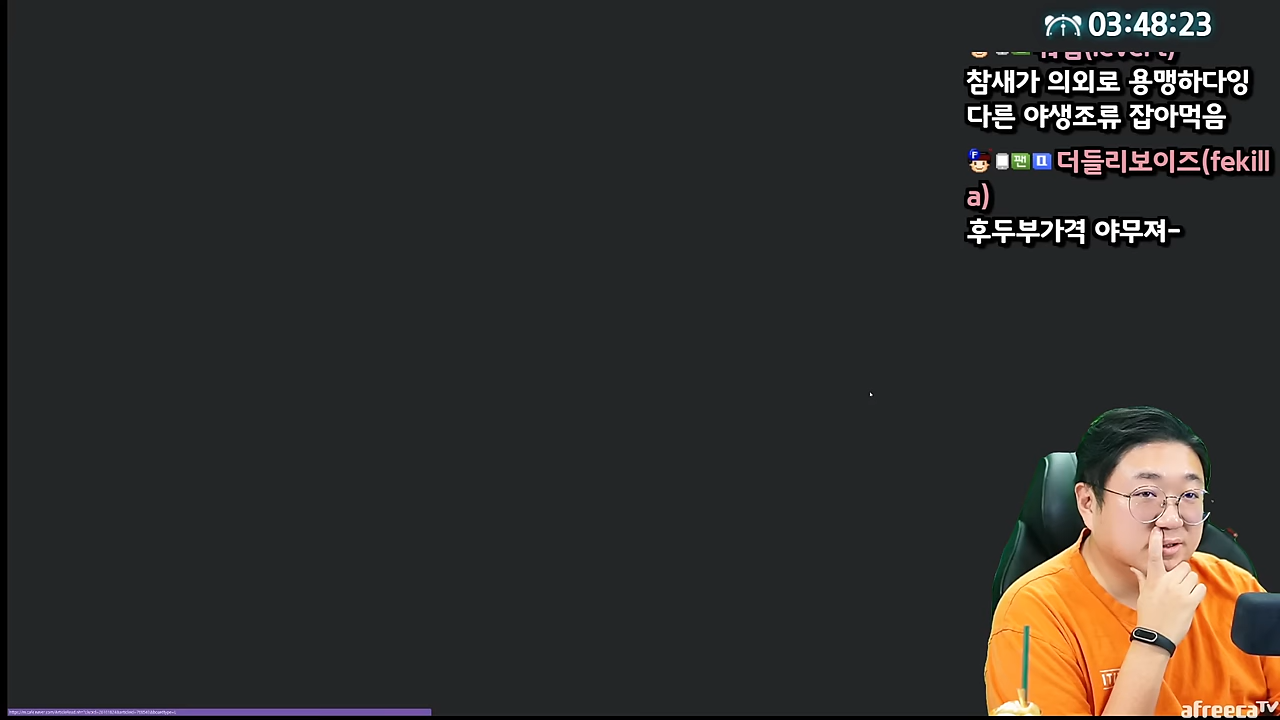 03:48:23
참새가 의외로 용맹하다잉
다른 야생조류 잡아먹음
팬 더들리보이즈(fekill
a)
후두부가격 야무져-
afreecaTV